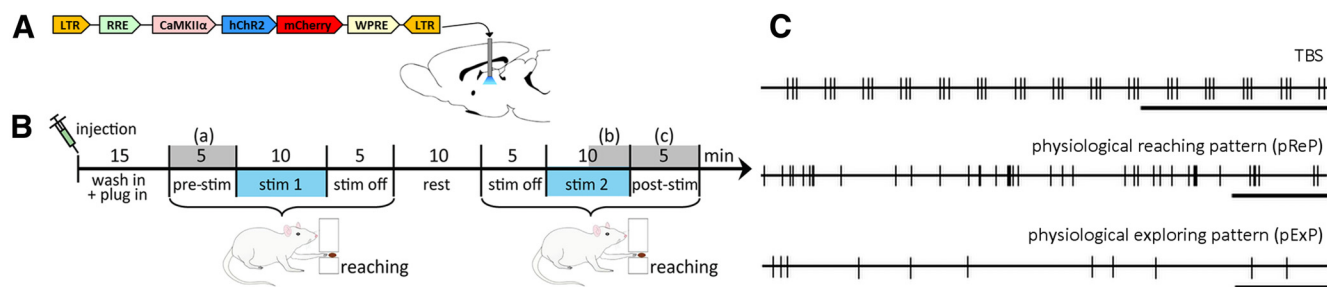 A
LTR RRE CaMKIIα hChR2 mCherry WPRE LTR
B
injection
(a) (b) (c)
15 5 10 5 10 5 10 5 min
wash in + plug in
pre-stim stim 1 stim off rest stim off stim 2 post-stim
reaching reaching
C
TBS
physiological reaching pattern (pReP)
physiological exploring pattern (pExP)